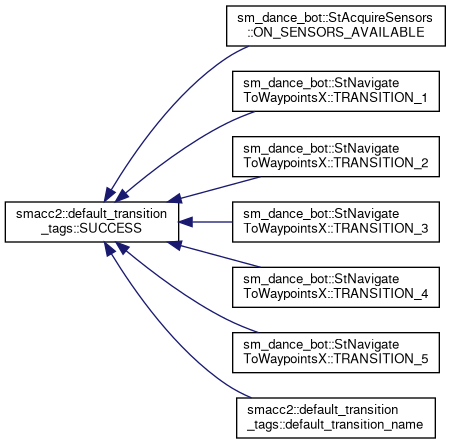 sm_dance_bot::StAcquireSensors
::ON_SENSORS_AVAILABLE
sm_dance_bot::StNavigate
ToWaypointsX::TRANSITION_1
sm_dance_bot::StNavigate
ToWaypointsX::TRANSITION_2
smacc2::default_transition
_tags::SUCCESS
sm_dance_bot::StNavigate
ToWaypointsX::TRANSITION_3
sm_dance_bot::StNavigate
ToWaypointsX::TRANSITION_4
sm_dance_bot::StNavigate
ToWaypointsX::TRANSITION_5
smacc2::default_transition
_tags::default_transition_name